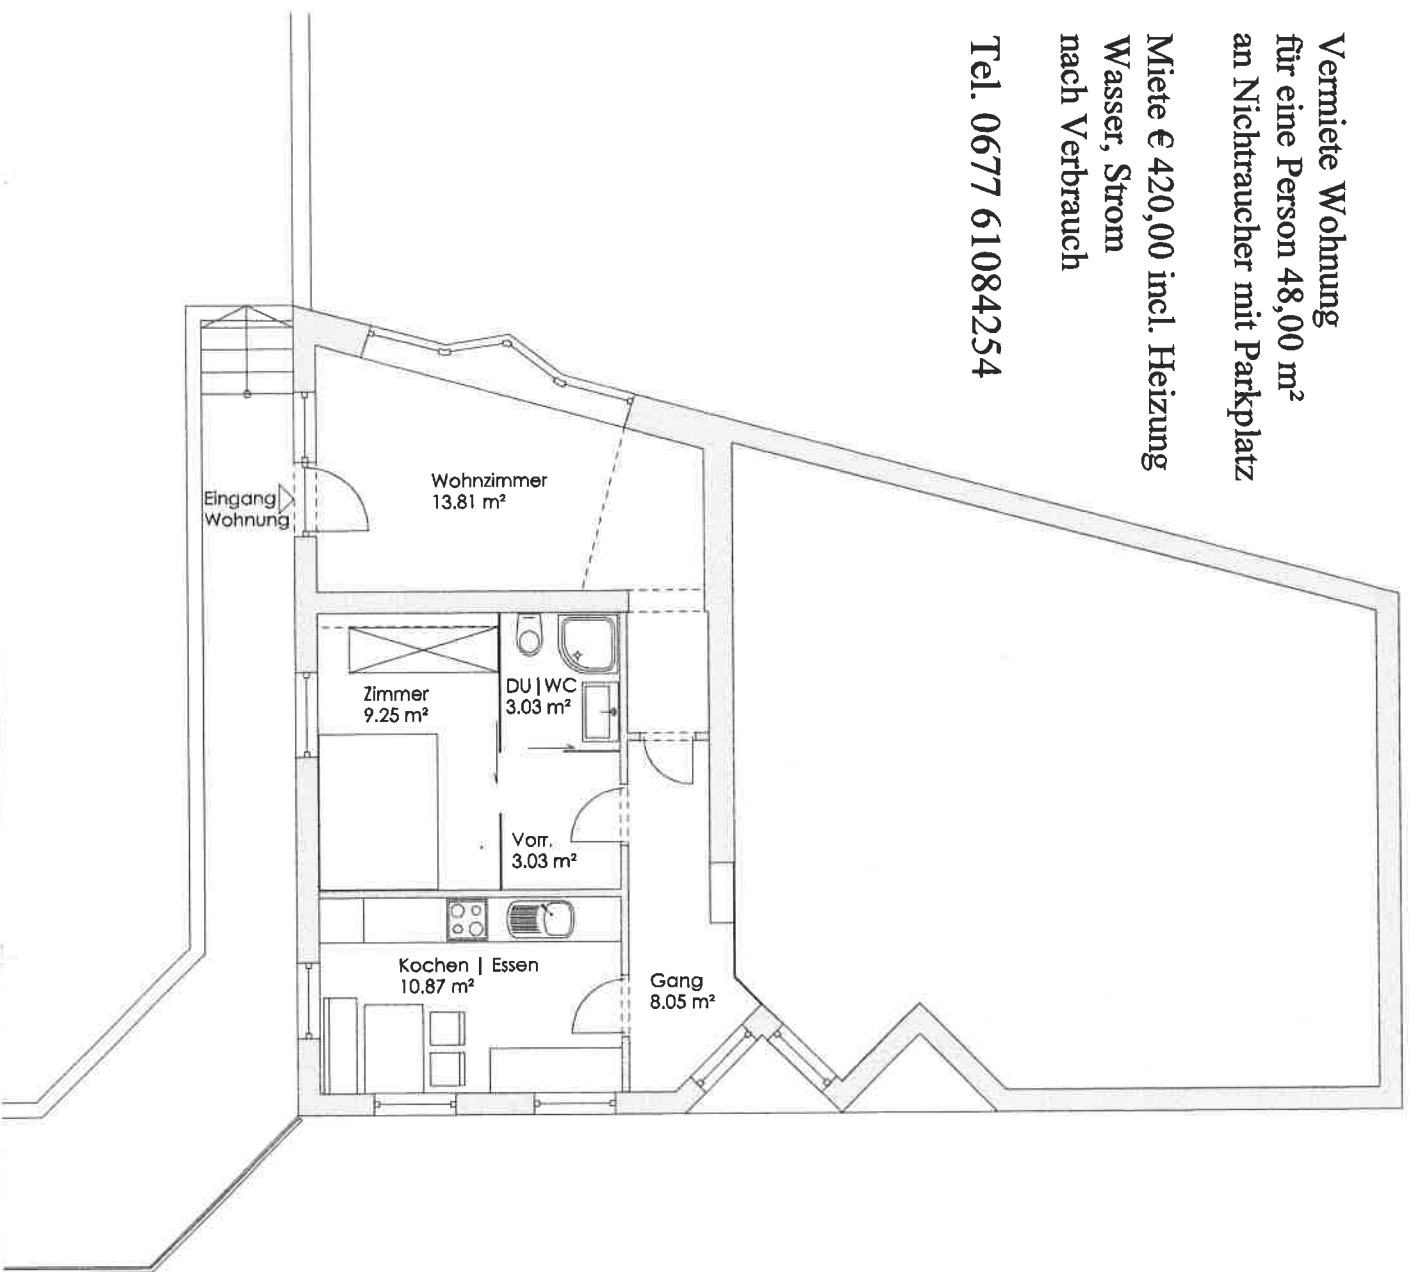 Vermiete Wohnung
für eine Person 48,00 m²
an Nichtraucher mit Parkplatz
Miete € 420,00 incl. Heizung
Wasser, Strom
nach Verbrauch
Tel. 0677 61084254
Eingang
Wohnung
Wohnzimmer
13.81 m²
Zimmer
9.25 m²
DU|WC
3.03 m²
Vorr.
3.03 m²
Kochen | Essen
10.87 m²
Gang
8.05 m²